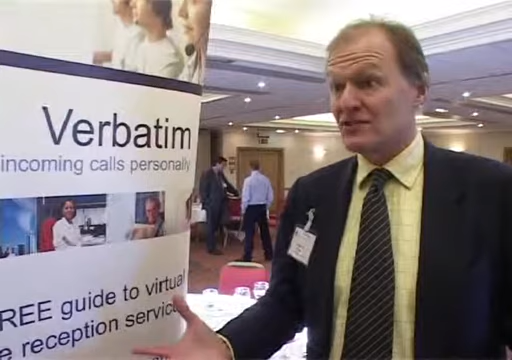 Verbatim
incoming calls personally
REE guide to virtual
e reception service